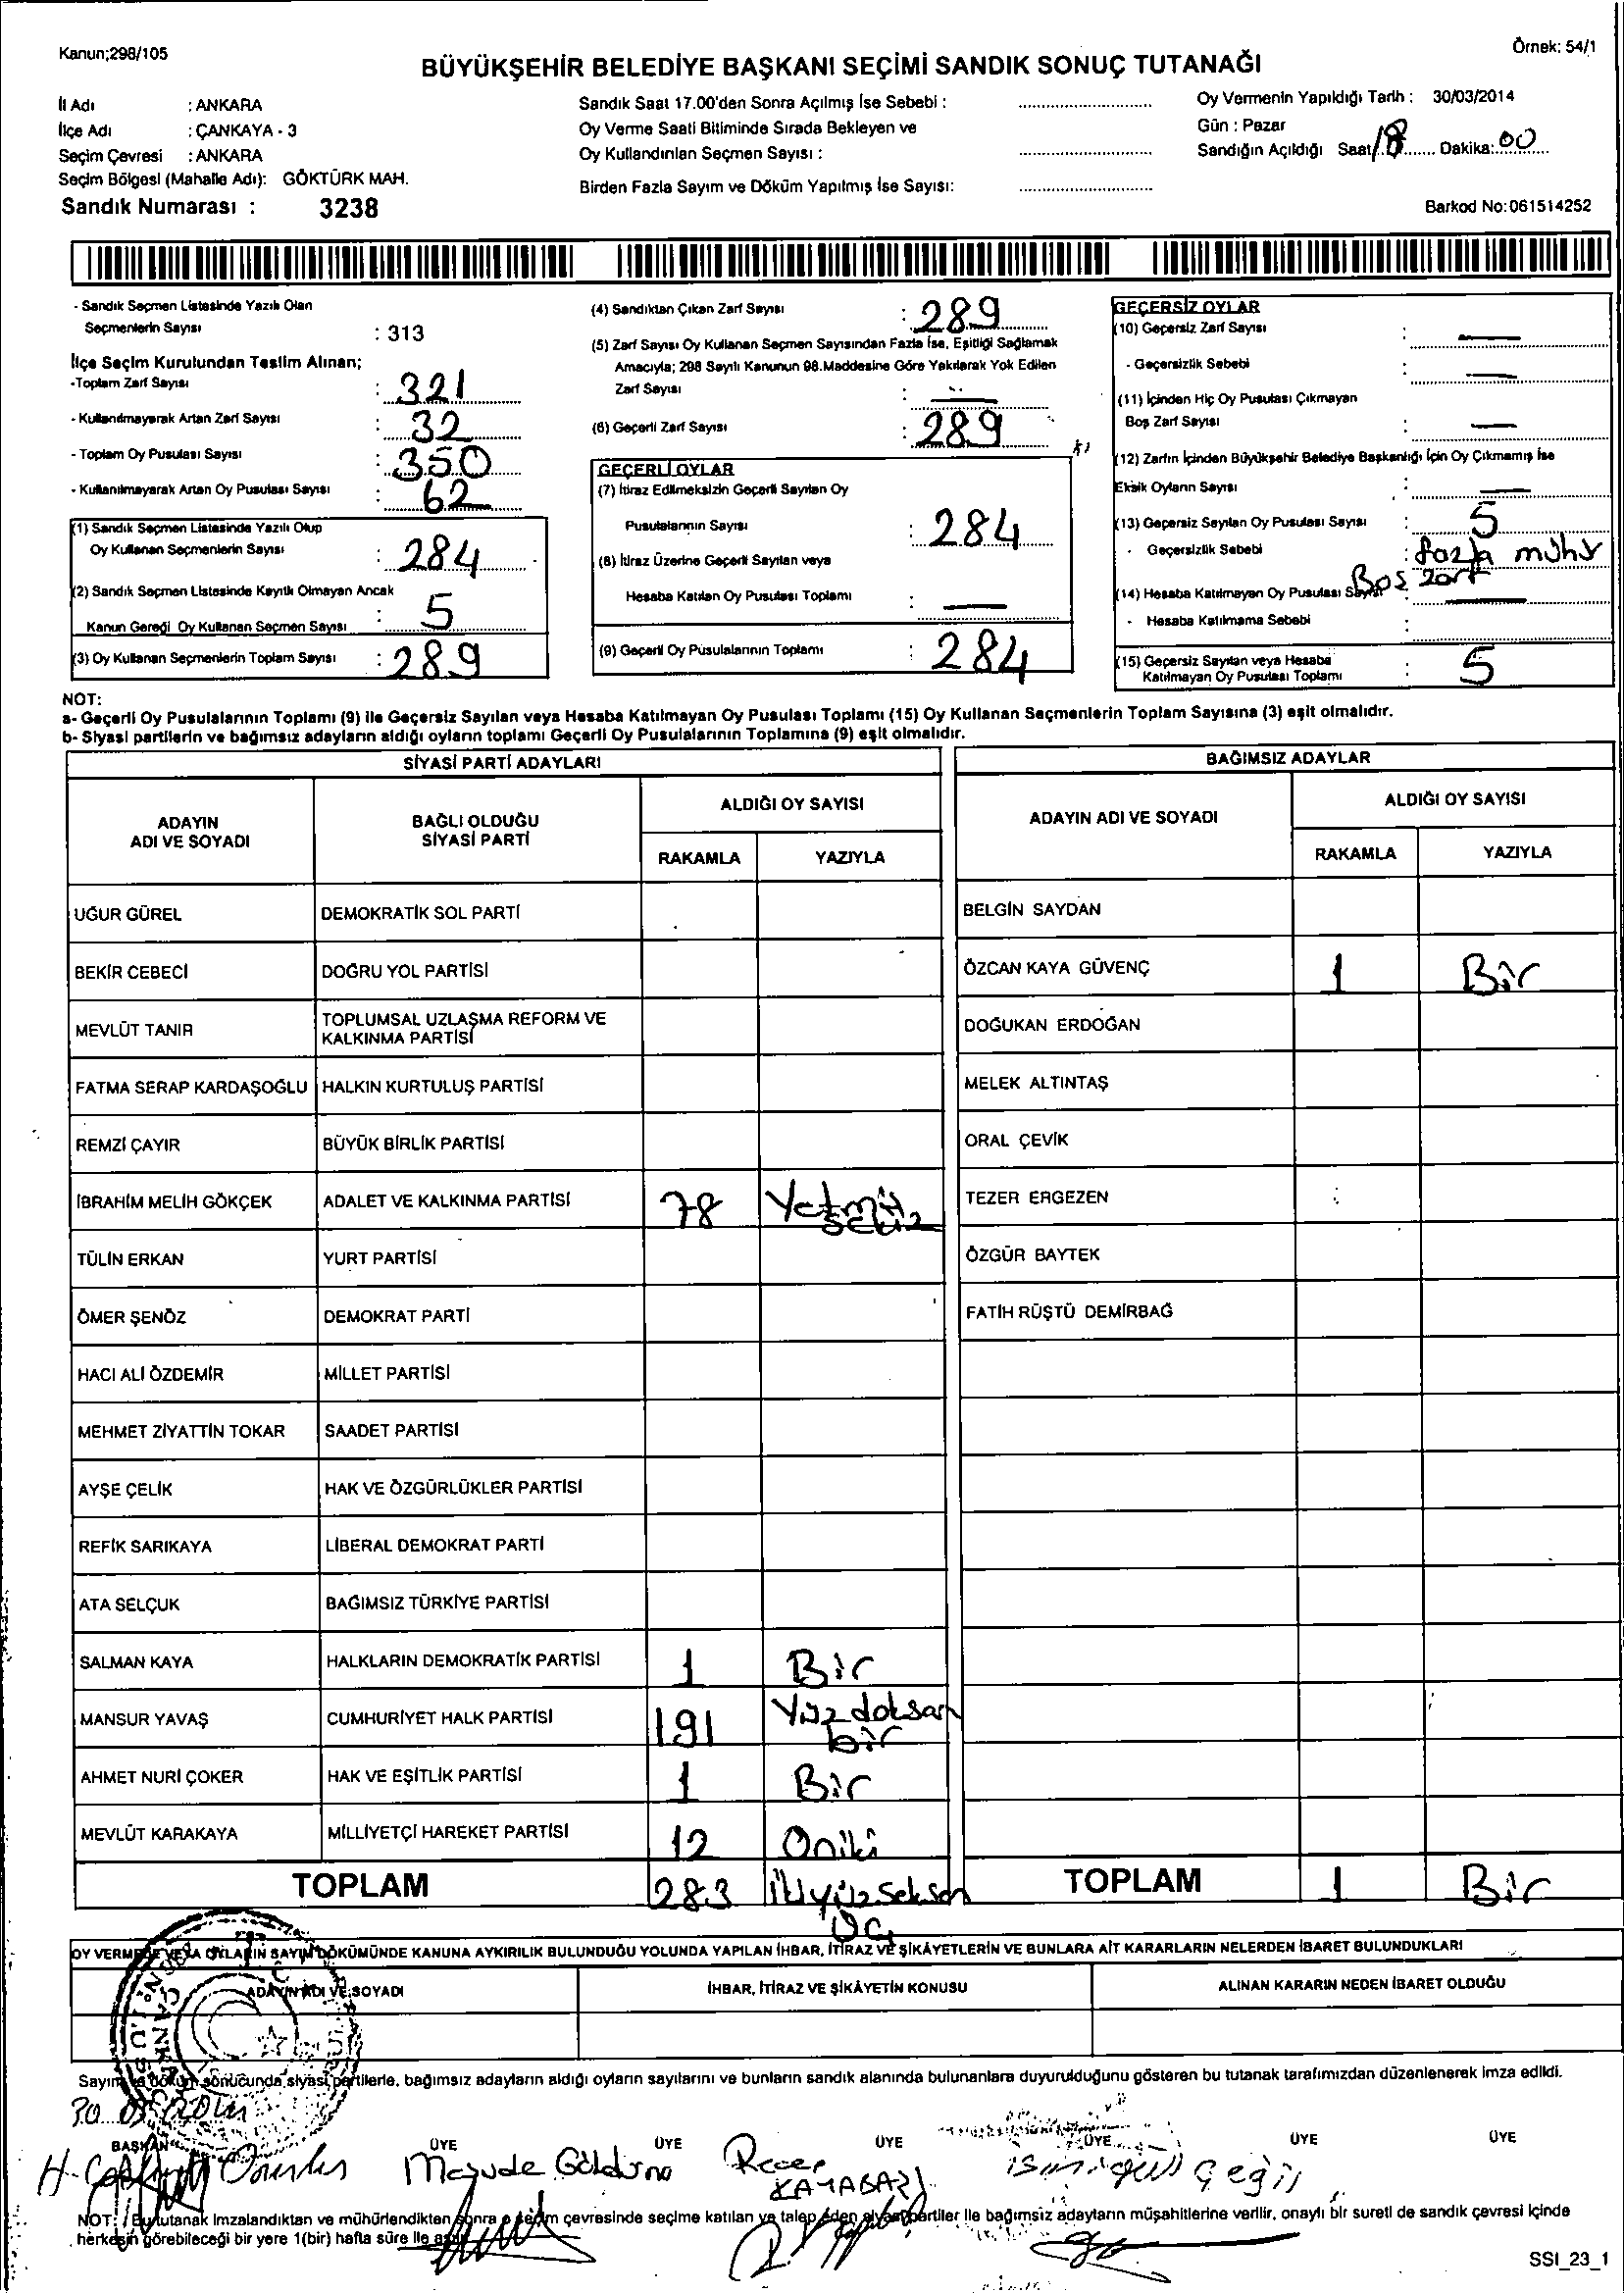 Kanun;298/105
Örnek: 54/1
BÜYÜKŞEHİR BELEDİYE BAŞKANI SEÇİMİ SANDIK SONUÇ TUTANAĞI
İl Adı : ANKARA
İlçe Adı : ÇANKAYA - 3
Seçim Çevresi : ANKARA
Seçim Bölgesi (Mahalle Adı): GÖKTÜRK MAH.
Sandık Numarası : 3238
Sandık Saat 17.00'den Sonra Açılmış İse Sebebi :
Oy Verme Saati Bitiminde Sırada Bekleyen ve
Oy Kullandırılan Seçmen Sayısı :
Birden Fazla Sayım ve Döküm Yapılmış İse Sayısı:
Oy Vermenin Yapıldığı Tarih : 30/03/2014
Gün : Pazar
Sandığın Açıldığı Saat 18 Dakika: 00
Barkod No:061514252
- Sandık Seçmen Listesinde Yazılı Olan
Seçmenlerin Sayısı : 313
İlçe Seçim Kurulundan Teslim Alınan;
-Toplam Zarf Sayısı : 321
- Kullanılmayarak Artan Zarf Sayısı : 32
- Toplam Oy Pusulası Sayısı : 350
- Kullanılmayarak Artan Oy Pusulası Sayısı : 62
(1) Sandık Seçmen Listesinde Yazılı Olup
Oy Kullanan Seçmenlerin Sayısı : 284
(2) Sandık Seçmen Listesinde Kayıtlı Olmayan Ancak
Kanun Gereği Oy Kullanan Seçmen Sayısı : 5
(3) Oy Kullanan Seçmenlerin Toplam Sayısı : 289
(4) Sandıktan Çıkan Zarf Sayısı : 289
(5) Zarf Sayısı Oy Kullanan Seçmen Sayısından Fazla İse, Eşitliği Sağlamak
Amacıyla; 298 Sayılı Kanunun 98.Maddesine Göre Yakılarak Yok Edilen
Zarf Sayısı : —
(6) Geçerli Zarf Sayısı : 289
GEÇERLİ OYLAR
(7) İtiraz Edilmeksizin Geçerli Sayılan Oy
Pusulalarının Sayısı : 284
(8) İtiraz Üzerine Geçerli Sayılan veya
Hesaba Katılan Oy Pusulası Toplamı : —
(9) Geçerli Oy Pusulalarının Toplamı : 284
GEÇERSİZ OYLAR
(10) Geçersiz Zarf Sayısı : —
- Geçersizlik Sebebi : —
(11) İçinden Hiç Oy Pusulası Çıkmayan
Boş Zarf Sayısı : —
(12) Zarfın İçinden Büyükşehir Belediye Başkanlığı İçin Oy Çıkmamış İse
Eksik Oyların Sayısı : —
(13) Geçersiz Sayılan Oy Pusulası Sayısı : 5
- Geçersizlik Sebebi : fazla mühür
Boş zarf
(14) Hesaba Katılmayan Oy Pusulası Sayısı : —
- Hesaba Katılmama Sebebi :
(15) Geçersiz Sayılan veya Hesaba
Katılmayan Oy Pusulası Toplamı : 5
NOT:
a- Geçerli Oy Pusulalarının Toplamı (9) ile Geçersiz Sayılan veya Hesaba Katılmayan Oy Pusulası Toplamı (15) Oy Kullanan Seçmenlerin Toplam Sayısına (3) eşit olmalıdır.
b- Siyasi partilerin ve bağımsız adayların aldığı oyların toplamı Geçerli Oy Pusulalarının Toplamına (9) eşit olmalıdır.
SİYASİ PARTİ ADAYLARI
ADAYIN
ADI VE SOYADI
BAĞLI OLDUĞU
SİYASİ PARTİ
ALDIĞI OY SAYISI
RAKAMLA YAZIYLA
UĞUR GÜREL DEMOKRATİK SOL PARTİ
BEKİR CEBECİ DOĞRU YOL PARTİSİ
MEVLÜT TANIR TOPLUMSAL UZLAŞMA REFORM VE
KALKINMA PARTİSİ
FATMA SERAP KARDAŞOĞLU HALKIN KURTULUŞ PARTİSİ
REMZİ ÇAYIR BÜYÜK BİRLİK PARTİSİ
İBRAHİM MELİH GÖKÇEK ADALET VE KALKINMA PARTİSİ 78 Yetmiş
sekiz
TÜLİN ERKAN YURT PARTİSİ
ÖMER ŞENÖZ DEMOKRAT PARTİ
HACI ALİ ÖZDEMİR MİLLET PARTİSİ
MEHMET ZİYATTİN TOKAR SAADET PARTİSİ
AYŞE ÇELİK HAK VE ÖZGÜRLÜKLER PARTİSİ
REFİK SARIKAYA LİBERAL DEMOKRAT PARTİ
ATA SELÇUK BAĞIMSIZ TÜRKİYE PARTİSİ
SALMAN KAYA HALKLARIN DEMOKRATİK PARTİSİ 1 Bir
MANSUR YAVAŞ CUMHURİYET HALK PARTİSİ 191 Yüz doksan
bir
AHMET NURİ ÇOKER HAK VE EŞİTLİK PARTİSİ 1 Bir
MEVLÜT KARAKAYA MİLLİYETÇİ HAREKET PARTİSİ 12 Oniki
TOPLAM 283 İkiyüz seksen
üç
BAĞIMSIZ ADAYLAR
ADAYIN ADI VE SOYADI
ALDIĞI OY SAYISI
RAKAMLA YAZIYLA
BELGİN SAYDAN
ÖZCAN KAYA GÜVENÇ 1 Bir
DOĞUKAN ERDOĞAN
MELEK ALTINTAŞ
ORAL ÇEVİK
TEZER ERGEZEN
ÖZGÜR BAYTEK
FATİH RÜŞTÜ DEMİRBAĞ
TOPLAM 1 Bir
OY VERMEDE VEYA OYLARIN SAYIM DÖKÜMÜNDE KANUNA AYKIRILIK BULUNDUĞU YOLUNDA YAPILAN İHBAR, İTİRAZ VE ŞİKÂYETLERİN VE BUNLARA AİT KARARLARIN NELERDEN İBARET BULUNDUKLARI
ADAYIN ADI VE SOYADI İHBAR, İTİRAZ VE ŞİKÂYETİN KONUSU ALINAN KARARIN NEDEN İBARET OLDUĞU
Sayım ve döküm sonucunda siyasi partilerle, bağımsız adayların aldığı oyların sayılarını ve bunların sandık alanında bulunanlara duyurulduğunu gösteren bu tutanak tarafımızdan düzenlenerek imza edildi.
30 03 2014
BAŞKAN ÜYE ÜYE ÜYE ÜYE ÜYE ÜYE
Recep
NOT: Bu tutanak imzalandıktan ve mühürlendikten sonra o seçim çevresinde seçime katılan ve talep eden siyasi partiler ile bağımsız adayların müşahitlerine verilir, onaylı bir sureti de sandık çevresi içinde
herkesin görebileceği bir yere 1(bir) hafta süre ile
SSI_23_1